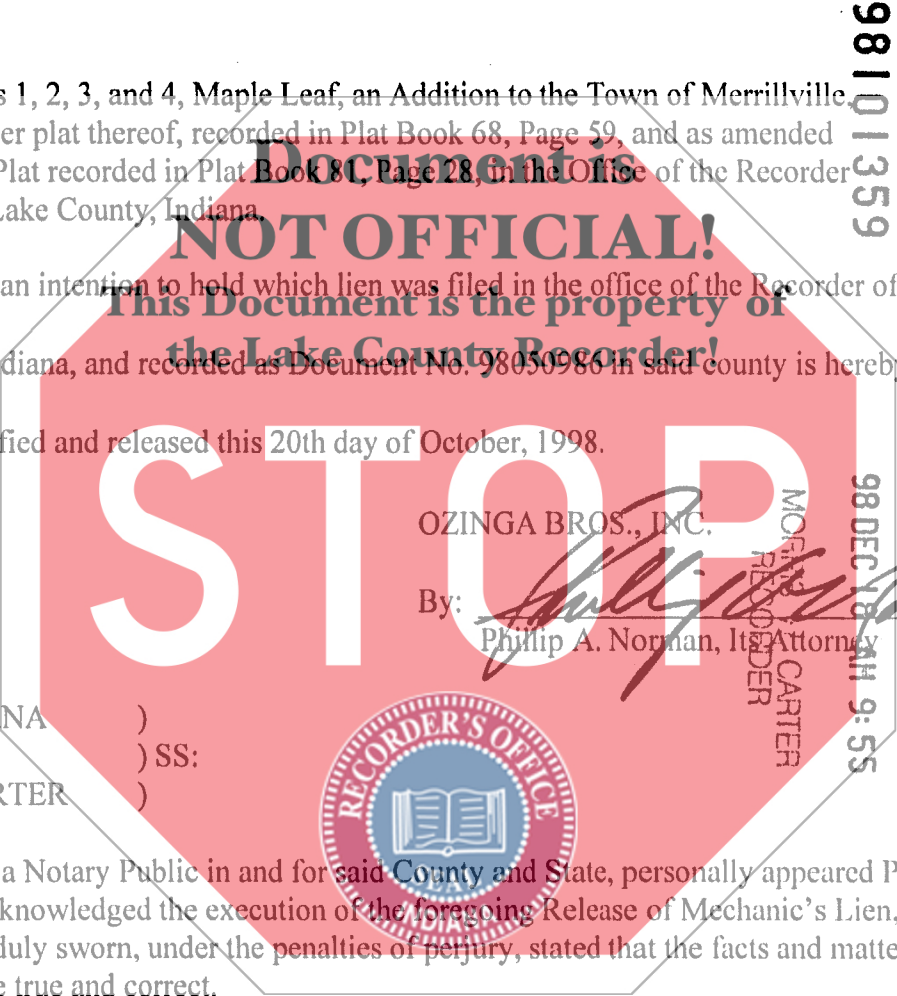 s 1, 2, 3, and 4, Maple Leaf, an Addition to the Town of Merrillville,
er plat thereof, recorded in Plat Book 68, Page 59, and as amended
Plat recorded in Plat Book 81, Page 28, in the Office of the Recorder
Lake County, Indiana.
an intention to hold which lien was filed in the office of the Recorder of
diana, and recorded as Document No. 98050986 in said county is hereby
fied and released this 20th day of October, 1998.
OZINGA BROS., INC.
By:
Phillip A. Norman, Its Attorney
NA )
) SS:
RTER )
a Notary Public in and for said County and State, personally appeared P
knowledged the execution of the foregoing Release of Mechanic's Lien,
duly sworn, under the penalties of perjury, stated that the facts and matte
e true and correct.
Document is
NOT OFFICIAL!
This Document is the property of
the Lake County Recorder!
STOP
RECORDER'S OFFICE
SEAL
INDIANA
98101359
98 DEC 18 AM 9:55
CARTER
RECORDER